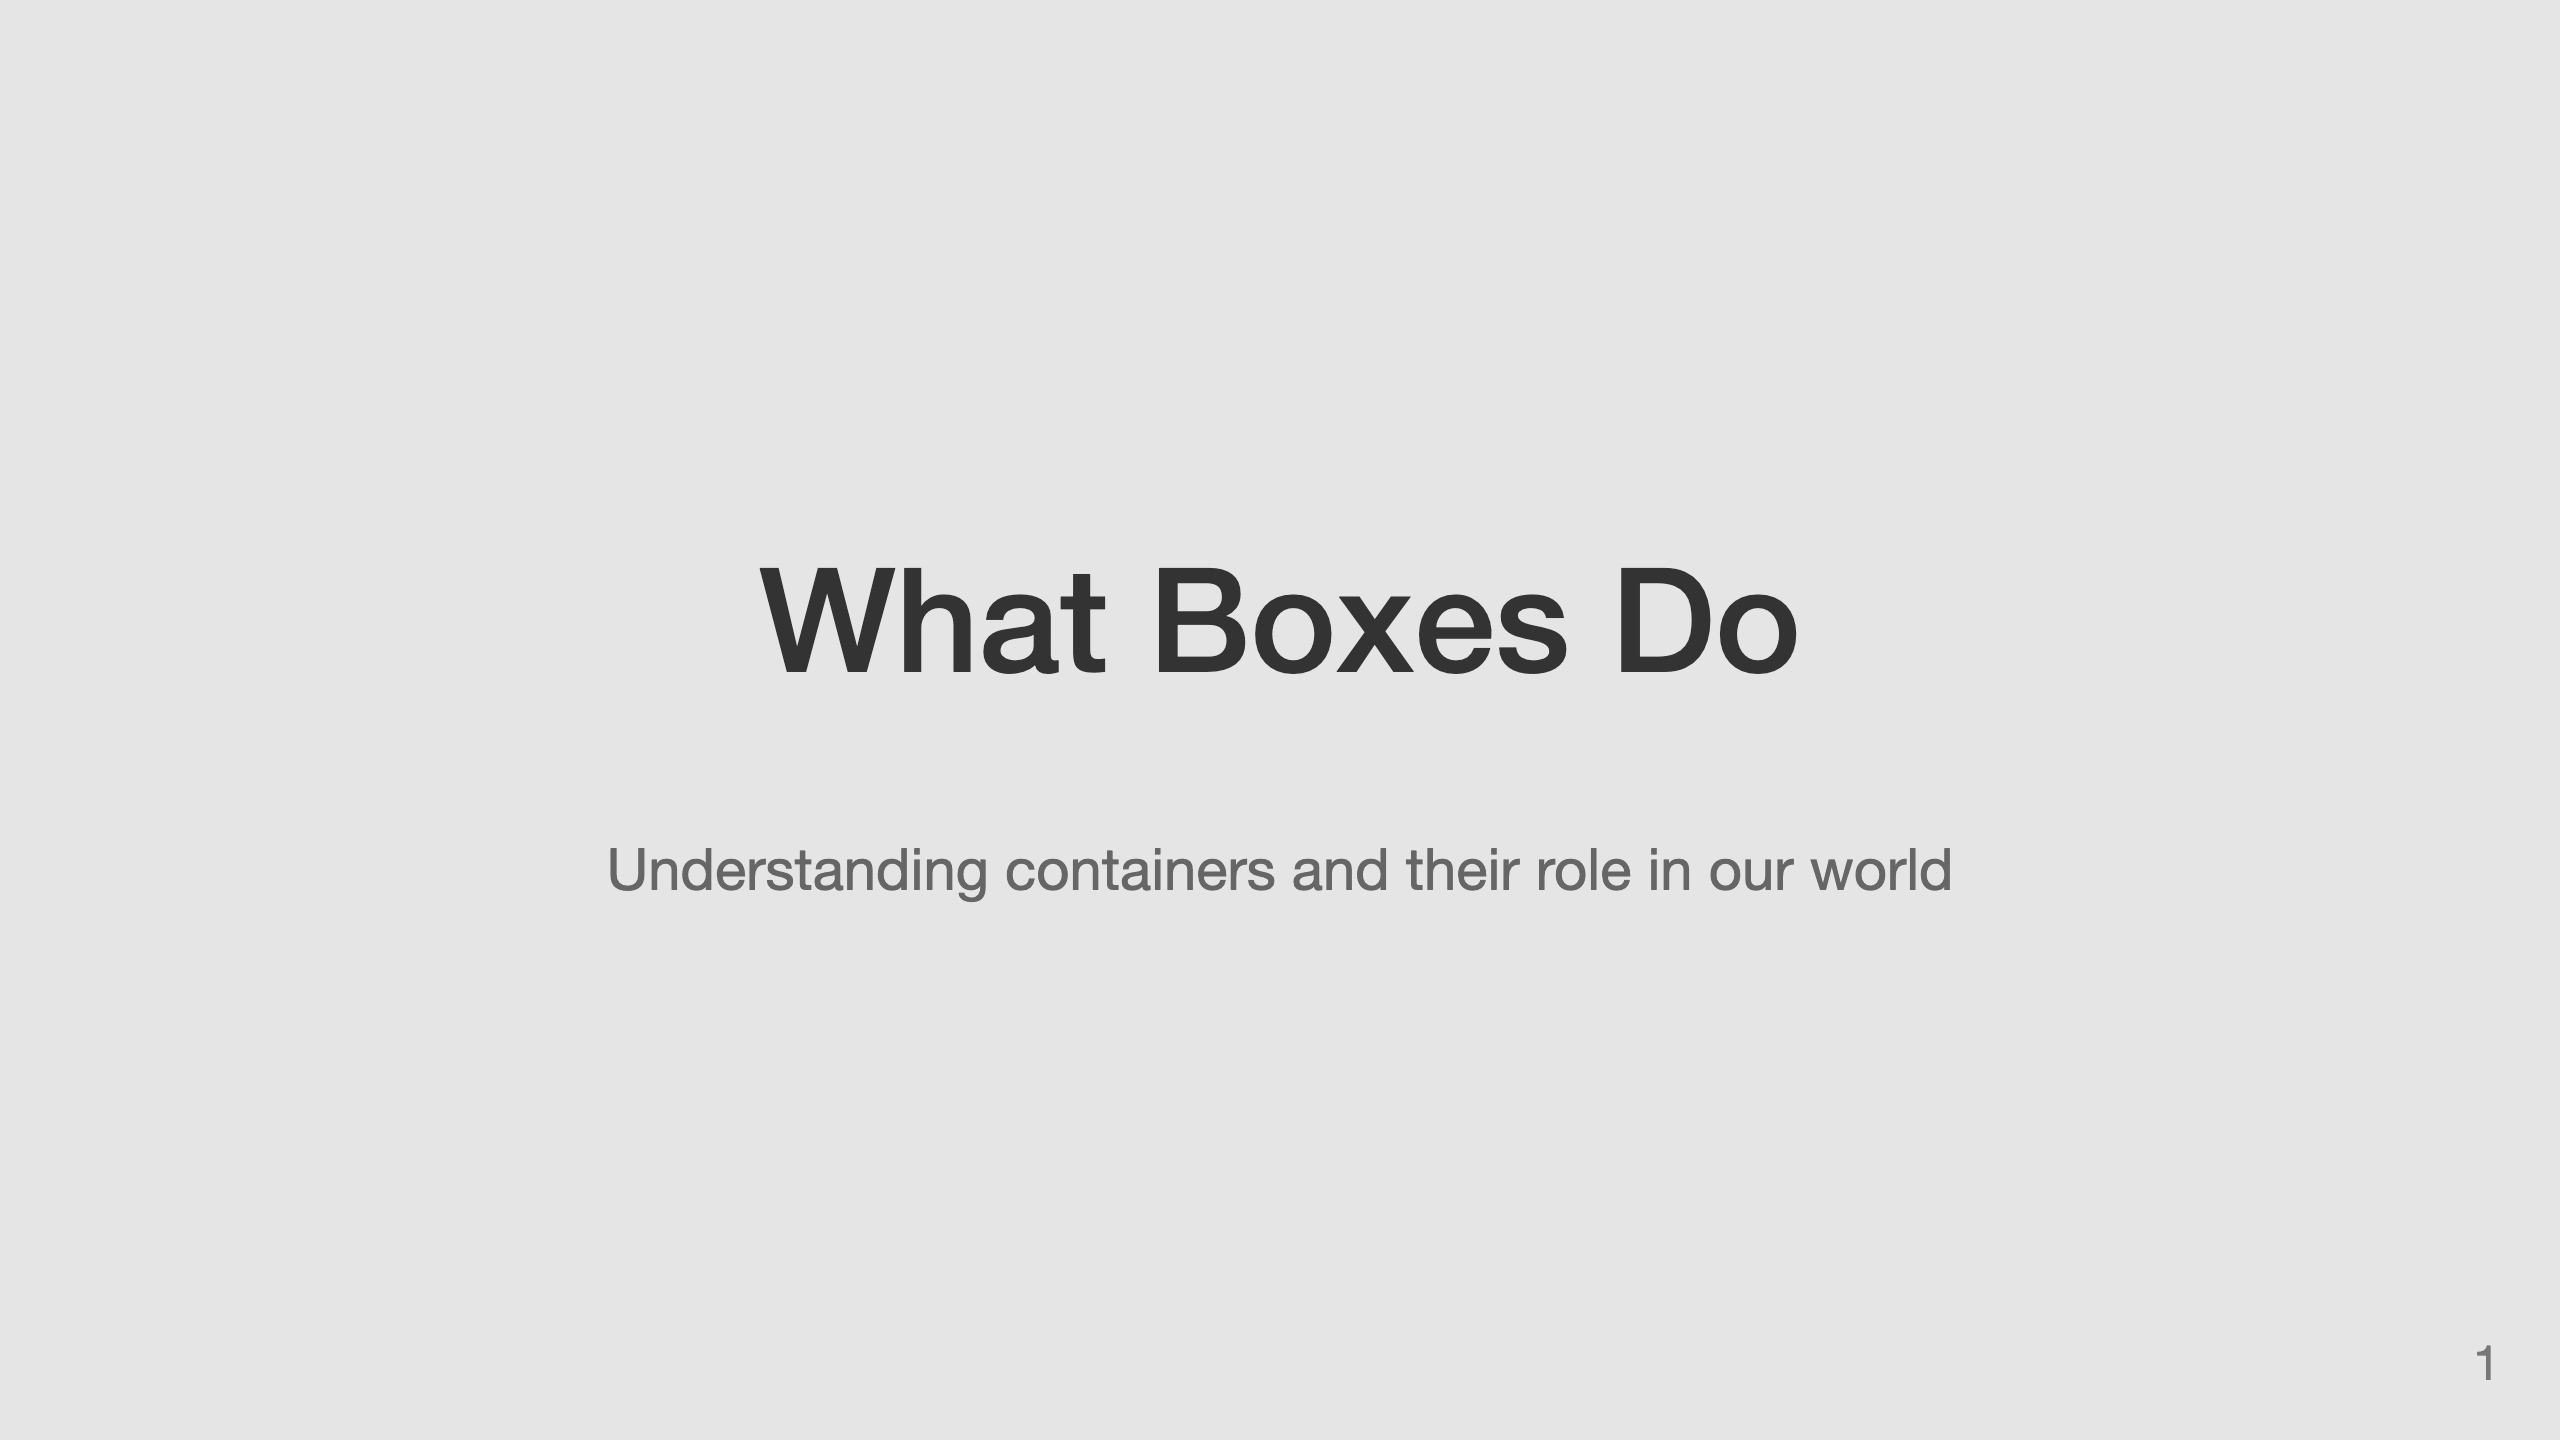 What Boxes Do
Understanding containers and their role in our world
1